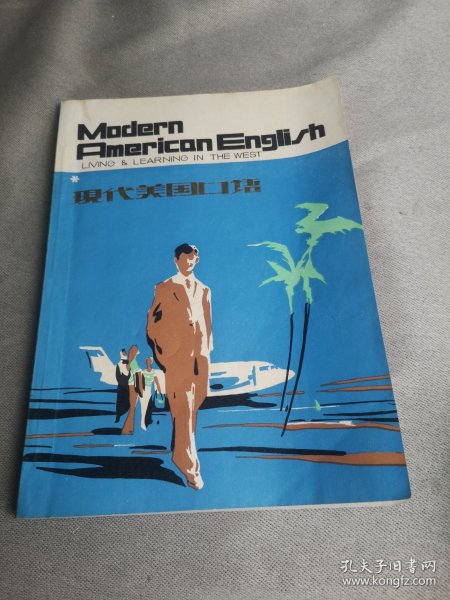 Modern
American English
LIVING & LEARNING IN THE WEST
*
現代美国口语
孔夫子旧书网
www.kongfz.com